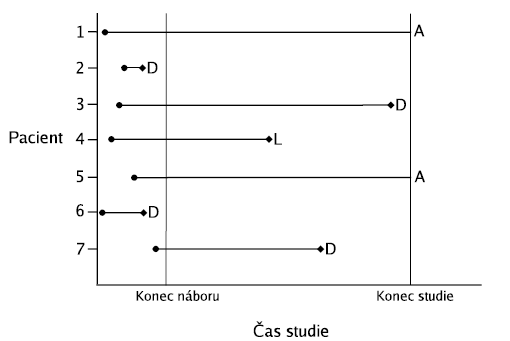 1 A
2 D
3 D
Pacient 4 L
5 A
6 D
7 D
Konec náboru Konec studie
Čas studie